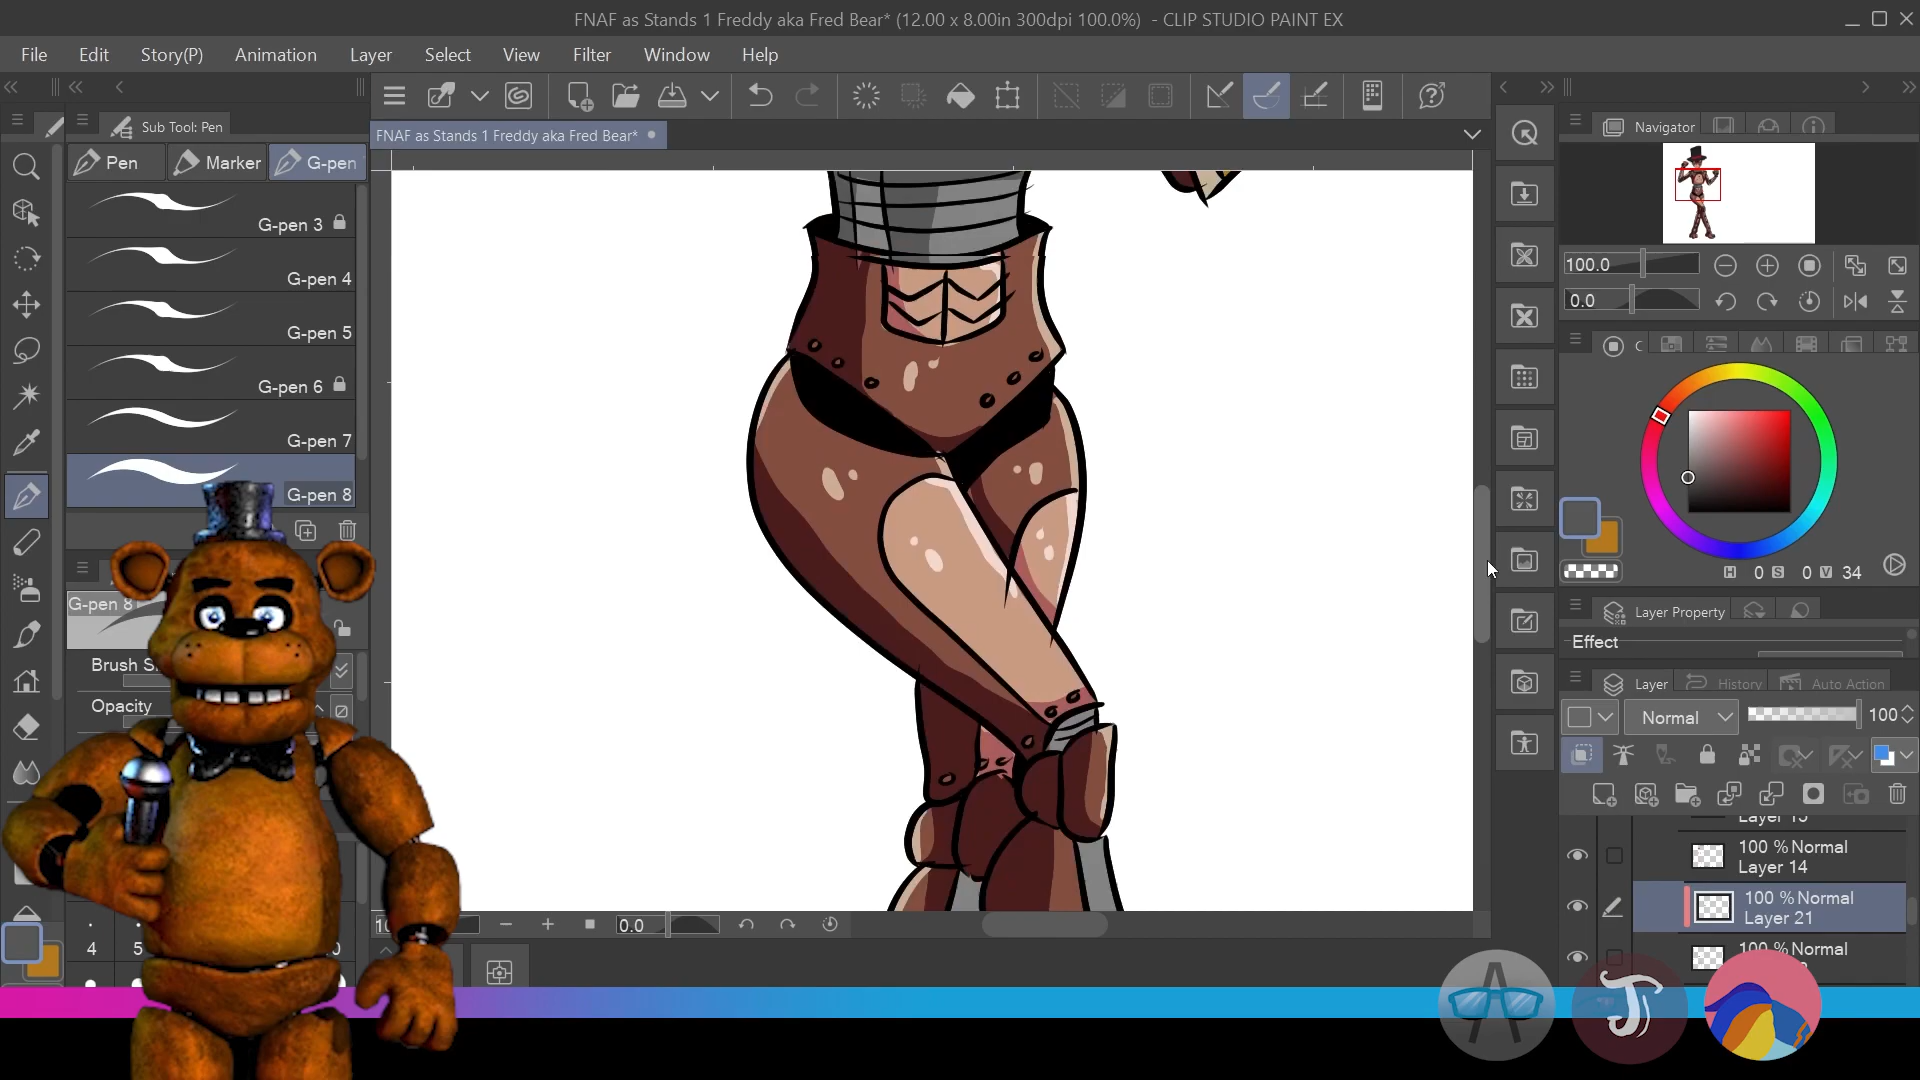 FNAF as Stands 1 Freddy aka Fred Bear* (12.00 x 8.00in 300dpi 100.0%) - CLIP STUDIO PAINT EX
File Edit Story(P) Animation Layer Select View Filter Window Help
Sub Tool: Pen
FNAF as Stands 1 Freddy aka Fred Bear*
Navigator
Pen Marker G-pen
G-pen 3
G-pen 4
G-pen 5
G-pen 6
G-pen 7
G-pen 8
100.0
0.0
C
H 0 S 0 V 34
G-pen 8
Layer Property
Effect
Brush S
Opacity
Layer History Auto Action
Normal 100
Layer 15
100 % Normal
Layer 14
100 % Normal
Layer 21
100 % Normal
10 0.0
4 5 0